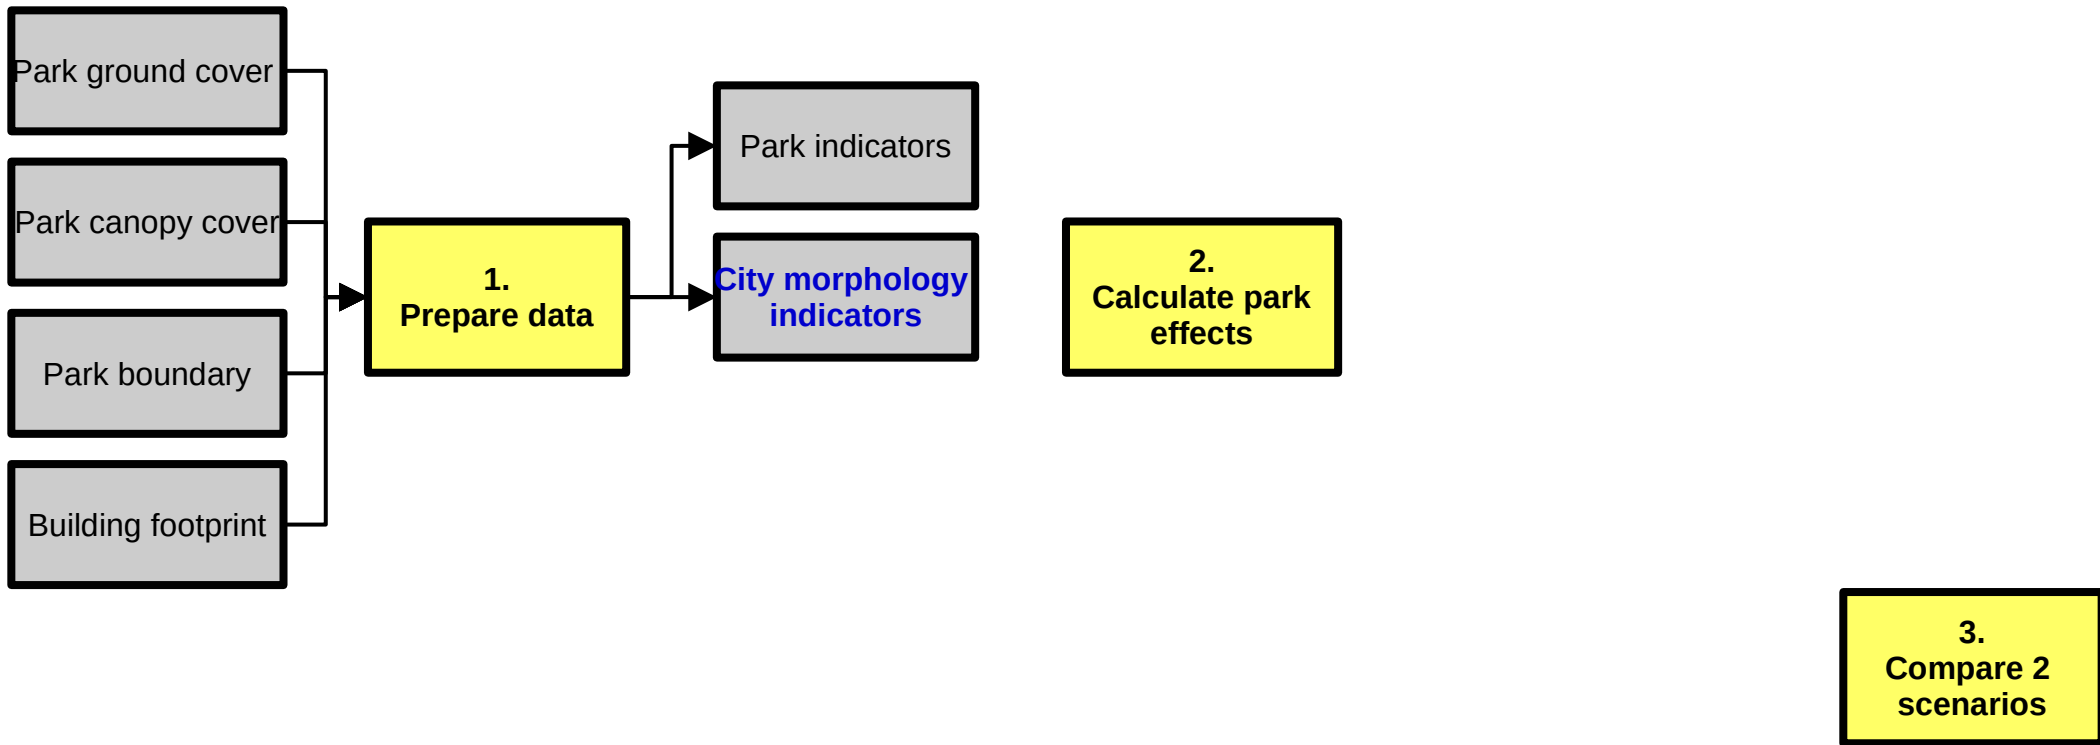 Park ground cover
Park canopy cover
Park boundary
Building footprint
1.
Prepare data
Park indicators
City morphology
indicators
2.
Calculate park
effects
3.
Compare 2
scenarios